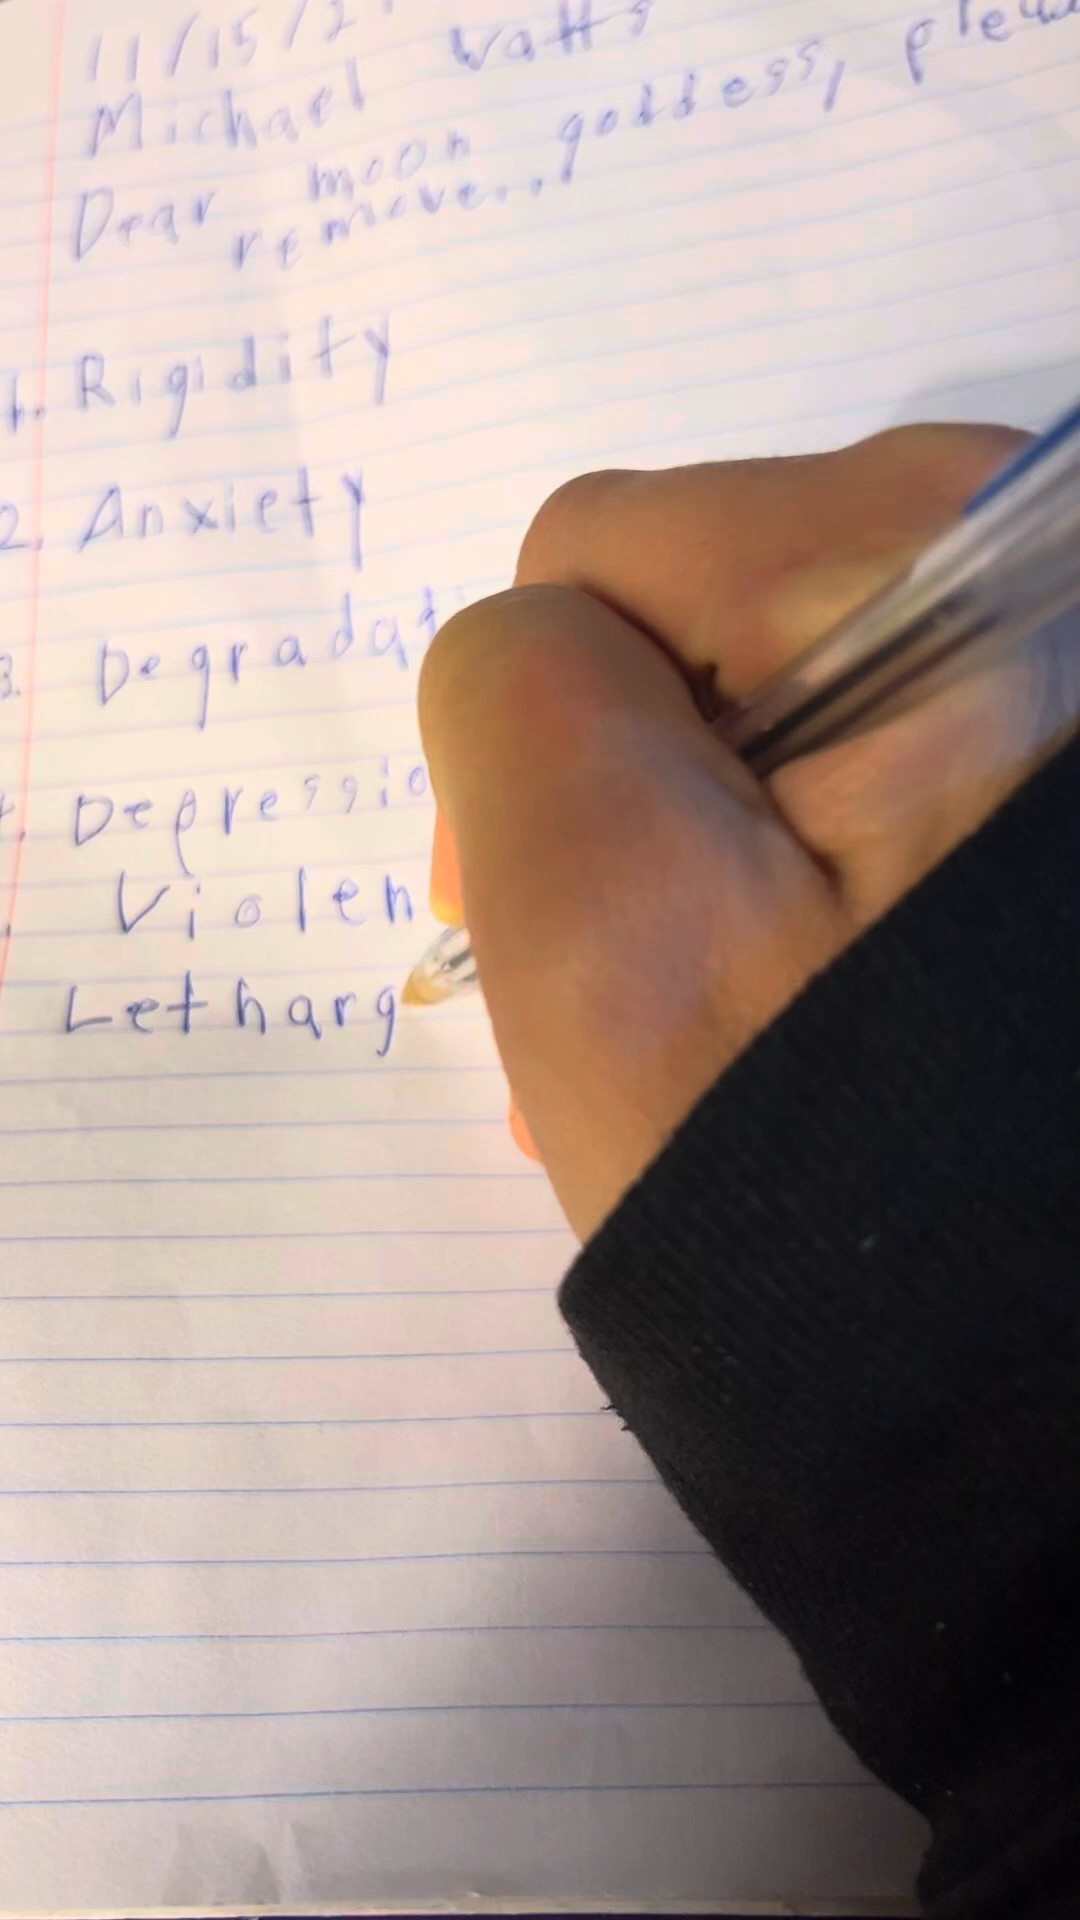 11/15/2
Michael Watts
Dear moon goddess, please
remove...
1. Rigidity
2. Anxiety
3. Degradat
4. Depressio
Violen
Letharg